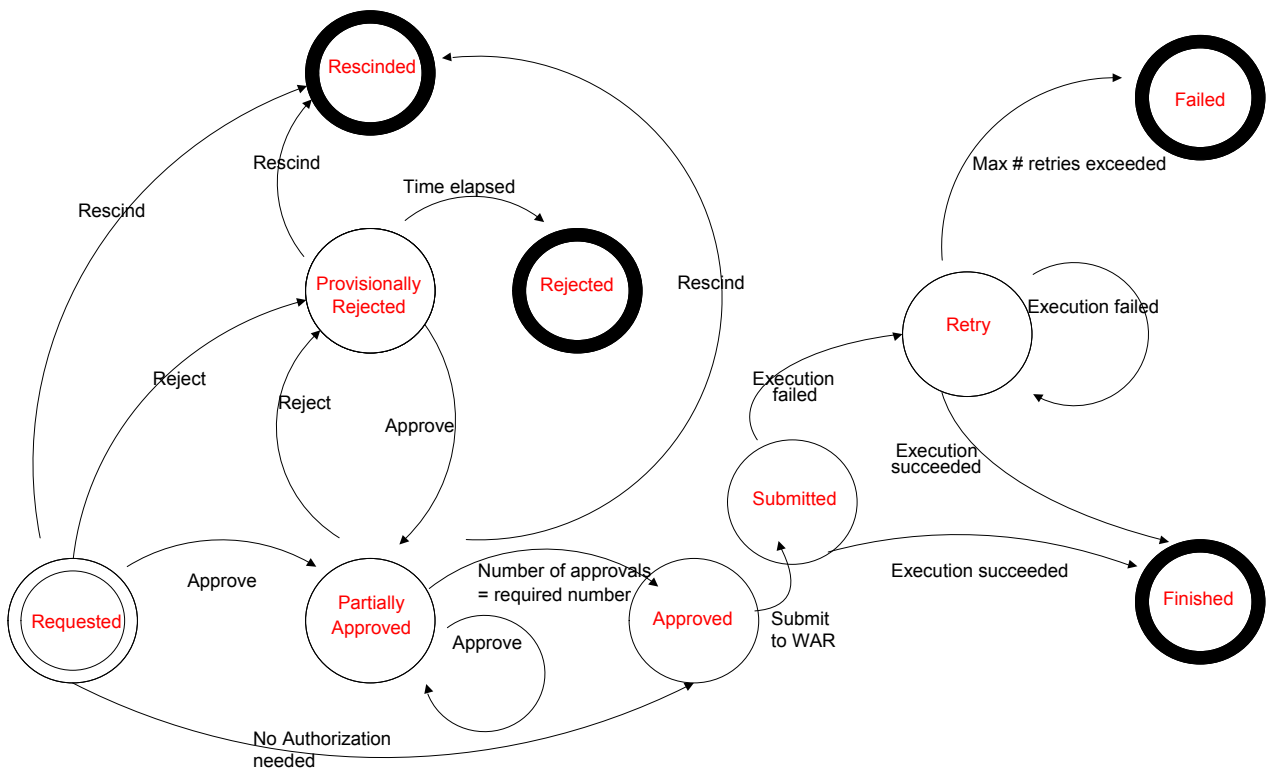 Rescinded
Failed
Rescind
Max # retries exceeded
Time elapsed
Rescind
Provisionally
Rejected
Rejected
Rescind
Execution failed
Retry
Reject
Execution
failed
Reject
Approve
Execution
succeeded
Submitted
Number of approvals
= required number
Execution succeeded
Approve
Partially
Approved
Finished
Requested
Approved
Submit
to WAR
Approve
No Authorization
needed